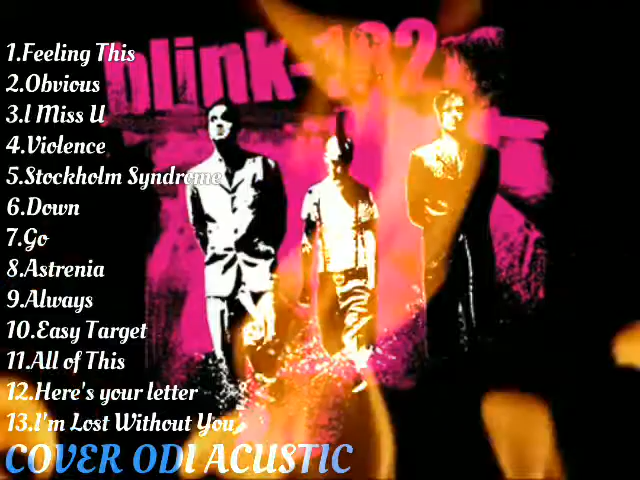 blink-182
1.Feeling This
2.Obvious
3.I Miss U
4.Violence
5.Stockholm Syndrome
6.Down
7.Go
8.Astrenia
9.Always
10.Easy Target
11.All of This
12.Here's your letter
13.I'm Lost Without You
COVER ODI ACUSTIC